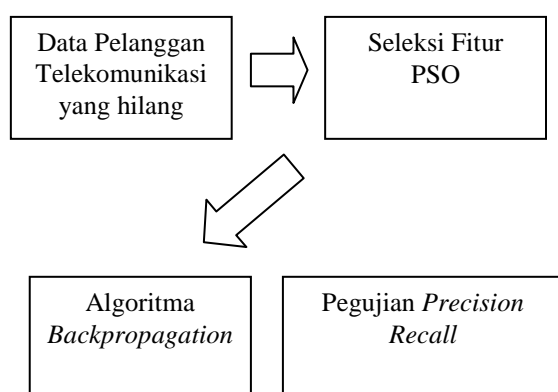 Data Pelanggan
Telekomunikasi
yang hilang
Seleksi Fitur
PSO
Algoritma
Backpropagation
Pegujian Precision
Recall